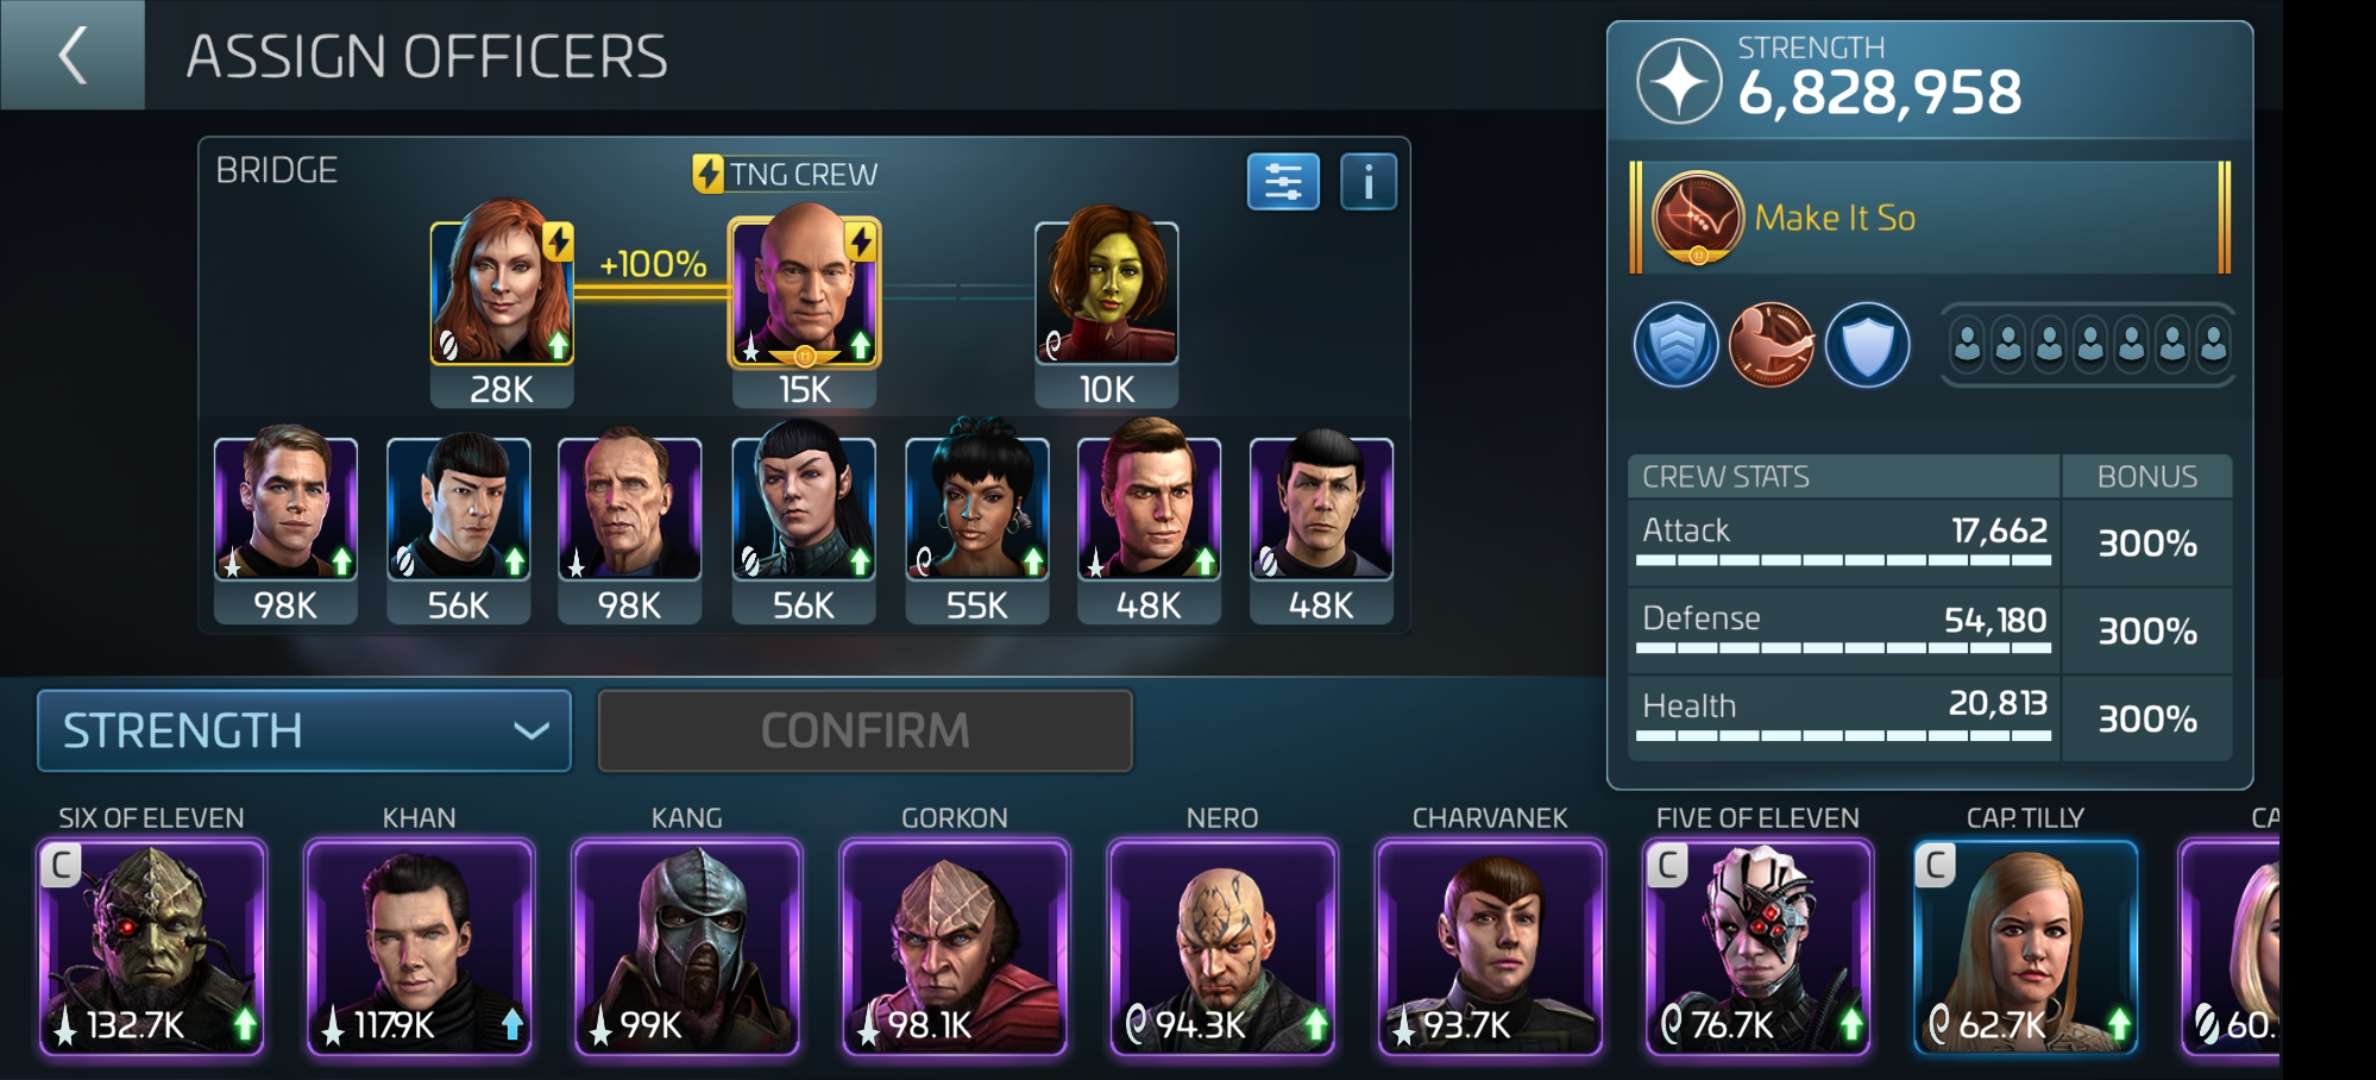 ASSIGN OFFICERS
BRIDGE
TNG CREW
i
+100%
28K
15K
10K
98K
56K
98K
56K
55K
48K
48K
STRENGTH
6,828,958
Make It So
CREW STATS BONUS
Attack 17,662 300%
Defense 54,180 300%
Health 20,813 300%
STRENGTH
CONFIRM
SIX OF ELEVEN
KHAN
KANG
GORKON
NERO
CHARVANEK
FIVE OF ELEVEN
CAP. TILLY
CA
C
C
C
132.7K
117.9K
99K
98.1K
94.3K
93.7K
76.7K
62.7K
60.